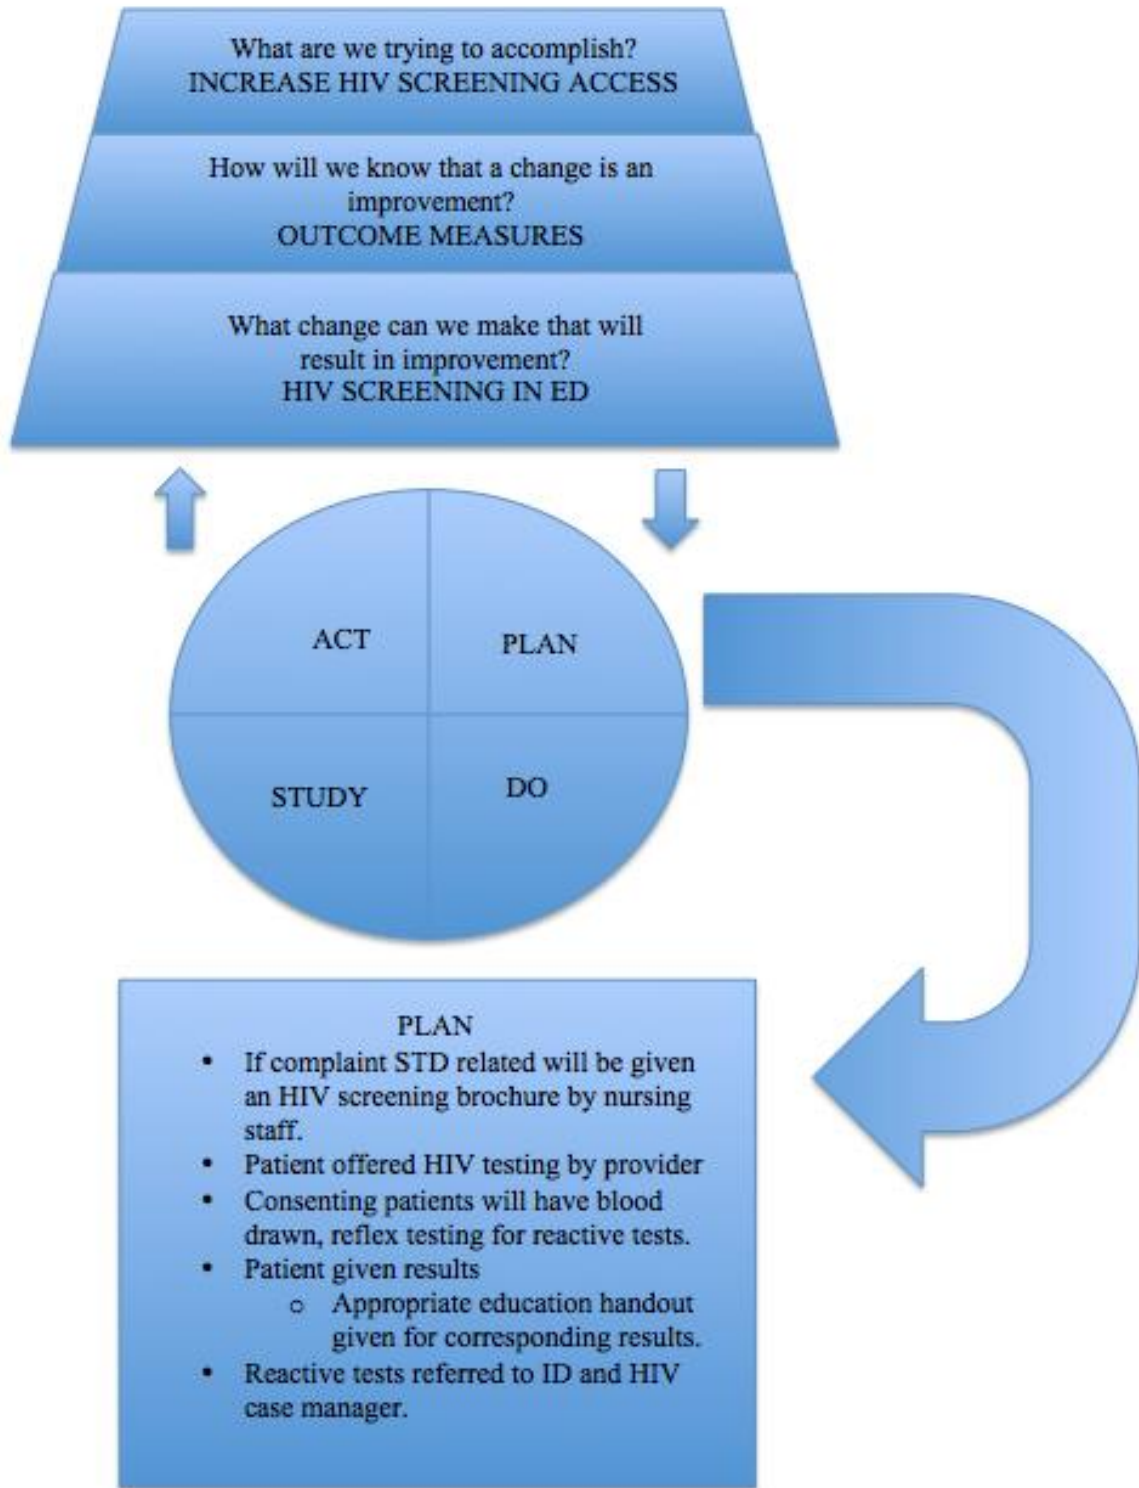 What are we trying to accomplish?
INCREASE HIV SCREENING ACCESS
How will we know that a change is an
improvement?
OUTCOME MEASURES
What change can we make that will
result in improvement?
HIV SCREENING IN ED
ACT
PLAN
STUDY
DO
PLAN
• If complaint STD related will be given
an HIV screening brochure by nursing
staff.
• Patient offered HIV testing by provider
• Consenting patients will have blood
drawn, reflex testing for reactive tests.
• Patient given results
o Appropriate education handout
given for corresponding results.
• Reactive tests referred to ID and HIV
case manager.